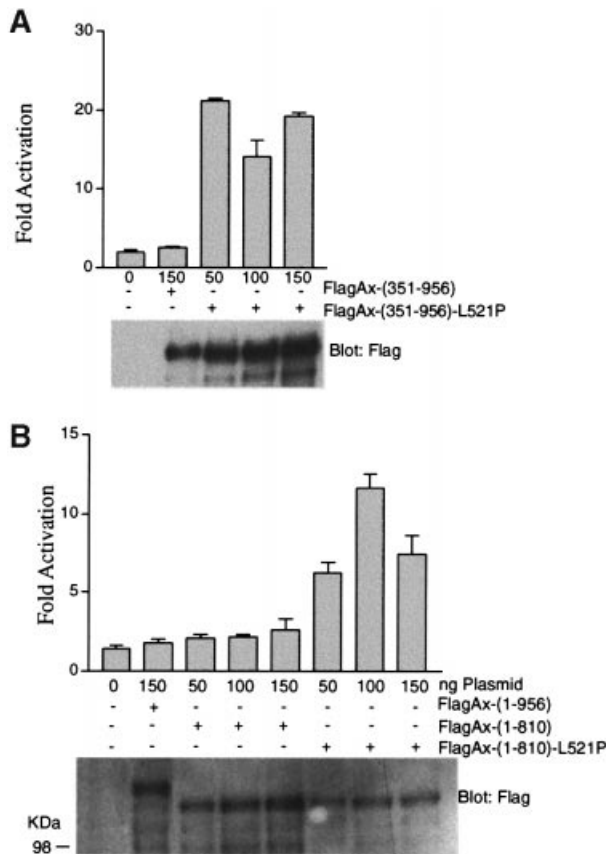 A
Fold Activation
30
20
10
0
0 150 50 100 150
- + - - - FlagAx-(351-956)
- - + + + FlagAx-(351-956)-L521P
Blot: Flag
B
Fold Activation
15
10
5
0
0 150 50 100 150 50 100 150 ng Plasmid
- + - - - - - - FlagAx-(1-956)
- - + + + - - - FlagAx-(1-810)
- - - - - + + + FlagAx-(1-810)-L521P
Blot: Flag
KDa
98